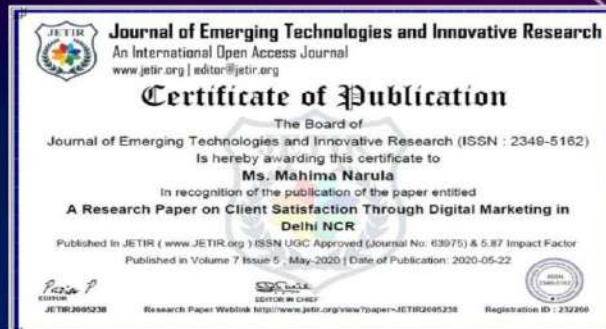 JETIR
Journal of Emerging Technologies and Innovative Research
An International Open Access Journal
www.jetir.org | editor@jetir.org
Certificate of Publication
The Board of
Journal of Emerging Technologies and Innovative Research (ISSN : 2349-5162)
Is hereby awarding this certificate to
Ms. Mahima Narula
In recognition of the publication of the paper entitled
A Research Paper on Client Satisfaction Through Digital Marketing in
Delhi NCR
Published In JETIR ( www.JETIR.org ) ISSN UGC Approved (Journal No: 63975) & 5.87 Impact Factor
Published in Volume 7 Issue 5 , May-2020 | Date of Publication: 2020-05-22
EDITOR
EDITOR IN CHIEF
JETIR2005238
Research Paper Weblink http://www.jetir.org/view?paper=JETIR2005238
Registration ID : 232200